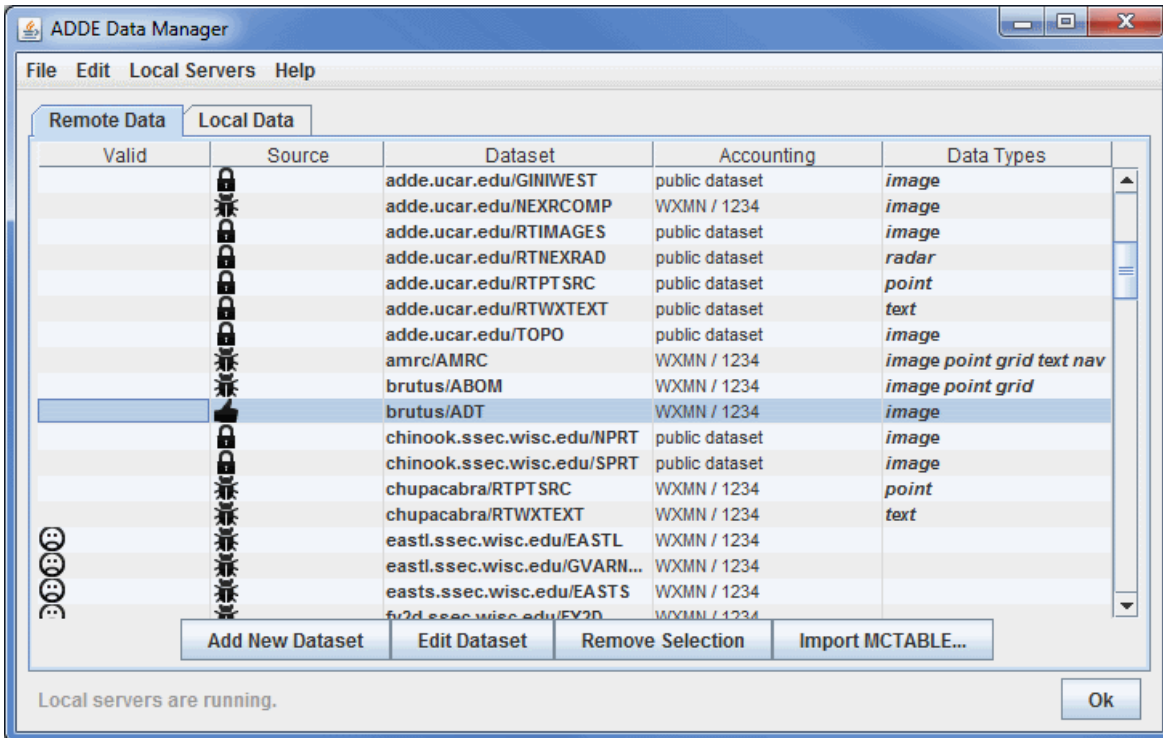 ADDE Data Manager
File Edit Local Servers Help
Remote Data Local Data
Valid Source Dataset Accounting Data Types
adde.ucar.edu/GINIWEST public dataset image
adde.ucar.edu/NEXRCOMP WXMN / 1234 image
adde.ucar.edu/RTIMAGES public dataset image
adde.ucar.edu/RTNEXRAD public dataset radar
adde.ucar.edu/RTPTSRC public dataset point
adde.ucar.edu/RTWXTEXT public dataset text
adde.ucar.edu/TOPO public dataset image
amrc/AMRC WXMN / 1234 image point grid text nav
brutus/ABOM WXMN / 1234 image point grid
brutus/ADT WXMN / 1234 image
chinook.ssec.wisc.edu/NPRT public dataset image
chinook.ssec.wisc.edu/SPRT public dataset image
chupacabra/RTPTSRC WXMN / 1234 point
chupacabra/RTWXTEXT WXMN / 1234 text
eastl.ssec.wisc.edu/EASTL WXMN / 1234
eastl.ssec.wisc.edu/GVARN... WXMN / 1234
easts.ssec.wisc.edu/EASTS WXMN / 1234
fy2d.ssec.wisc.edu/FY2D WXMN / 1234
Add New Dataset Edit Dataset Remove Selection Import MCTABLE...
Local servers are running. Ok